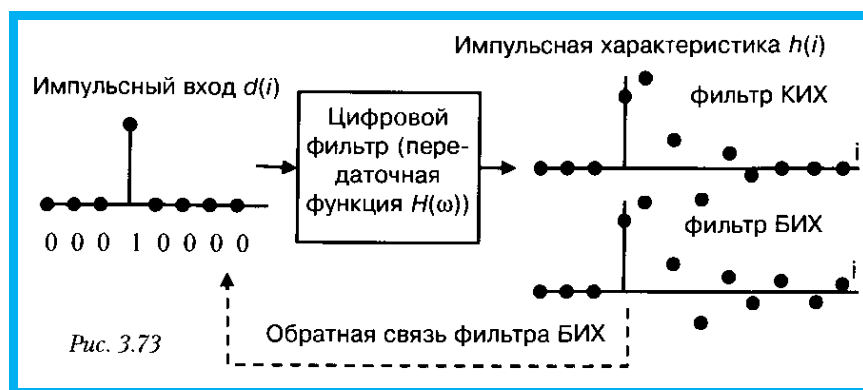 Импульсная характеристика h(i)
Импульсный вход d(i)
фильтр КИХ
Цифровой
фильтр (пере-
даточная
функция H(ω))
i
фильтр БИХ
0 0 0 1 0 0 0 0
i
Обратная связь фильтра БИХ
Рис. 3.73